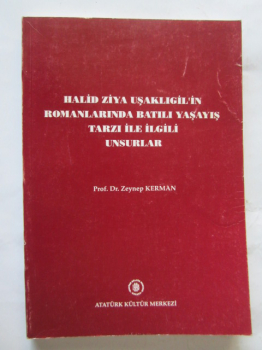 HALİD ZİYA UŞAKLIGİL'İN
ROMANLARINDA BATILI YAŞAYIŞ
TARZI İLE İLGİLİ
UNSURLAR
Prof. Dr. Zeynep KERMAN
ATATÜRK KÜLTÜR MERKEZİ